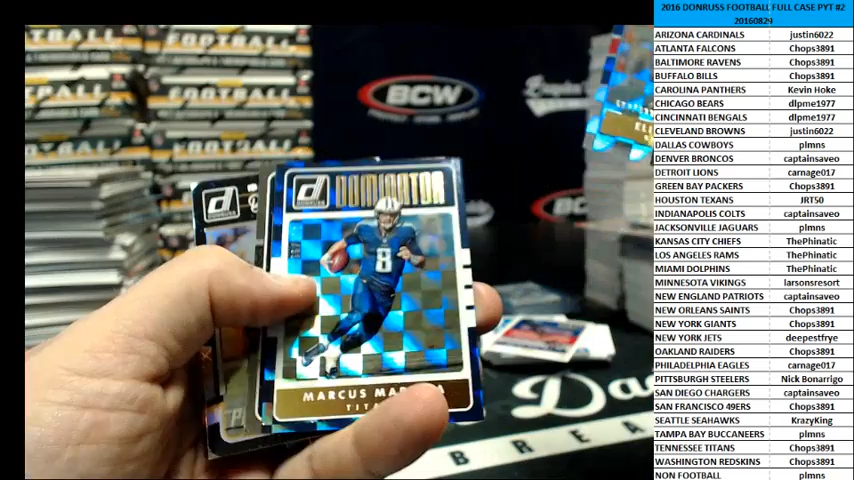 2016 DONRUSS FOOTBALL FULL CASE PYT #2
20160829
ARIZONA CARDINALS justin6022
ATLANTA FALCONS Chops3891
BALTIMORE RAVENS Chops3891
BUFFALO BILLS Chops3891
CAROLINA PANTHERS Kevin Hoke
CHICAGO BEARS dlpme1977
CINCINNATI BENGALS dlpme1977
CLEVELAND BROWNS justin6022
DALLAS COWBOYS plmns
DENVER BRONCOS captainsaveo
DETROIT LIONS carnage017
GREEN BAY PACKERS Chops3891
HOUSTON TEXANS JRT50
INDIANAPOLIS COLTS captainsaveo
JACKSONVILLE JAGUARS plmns
KANSAS CITY CHIEFS ThePhinatic
LOS ANGELES RAMS ThePhinatic
MIAMI DOLPHINS ThePhinatic
MINNESOTA VIKINGS larsonsresort
NEW ENGLAND PATRIOTS captainsaveo
NEW ORLEANS SAINTS Chops3891
NEW YORK GIANTS Chops3891
NEW YORK JETS deepestfrye
OAKLAND RAIDERS Chops3891
PHILADELPHIA EAGLES carnage017
PITTSBURGH STEELERS Nick Bonarrigo
SAN DIEGO CHARGERS captainsaveo
SAN FRANCISCO 49ERS Chops3891
SEATTLE SEAHAWKS KrazyKing
TAMPA BAY BUCCANEERS plmns
TENNESSEE TITANS Chops3891
WASHINGTON REDSKINS Chops3891
NON FOOTBALL plmns
FOOTBALL
FOOTBALL
FOOTBALL
FOOTBALL
BCW
BCW
d DOMINATOR
DONRUSS
8
MARCUS
BREA